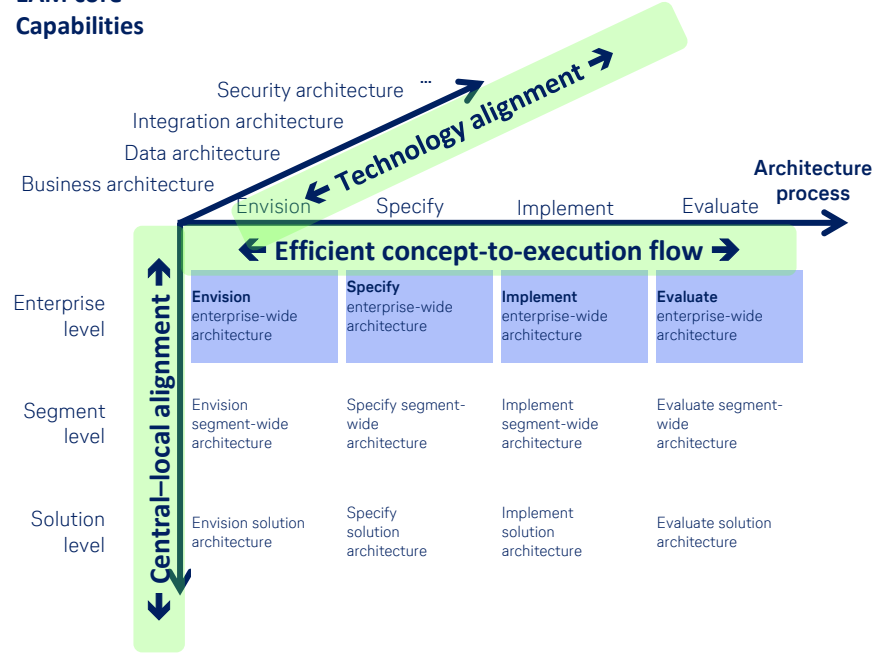 Capabilities
Security architecture
...
Integration architecture
Data architecture
Business architecture
← Technology alignment →
Architecture
process
Envision
Specify
Implement
Evaluate
← Efficient concept-to-execution flow →
← Central–local alignment →
Enterprise
level
Envision
enterprise-wide
architecture
Specify
enterprise-wide
architecture
Implement
enterprise-wide
architecture
Evaluate
enterprise-wide
architecture
Segment
level
Envision
segment-wide
architecture
Specify segment-
wide
architecture
Implement
segment-wide
architecture
Evaluate segment-
wide
architecture
Solution
level
Envision solution
architecture
Specify
solution
architecture
Implement
solution
architecture
Evaluate solution
architecture